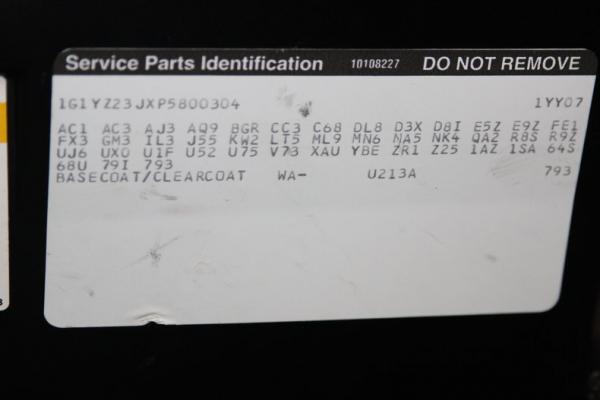 Service Parts Identification 10108227 DO NOT REMOVE
1G1YZ23JXP5800304 1YY07
AC1 AC3 AJ3 AQ9 BGR CC3 C68 DL8 D3X D8I E5Z E9Z FE1
FX3 GM3 IL3 J55 KW2 LT5 ML9 MN6 NA5 NK4 QA2 R8S R9Z
UJ6 UX0 U1F U52 U75 V73 XAU YBE ZR1 Z25 1AZ 1SA 64S
68U 79I 793
BASECOAT/CLEARCOAT WA- U213A 793